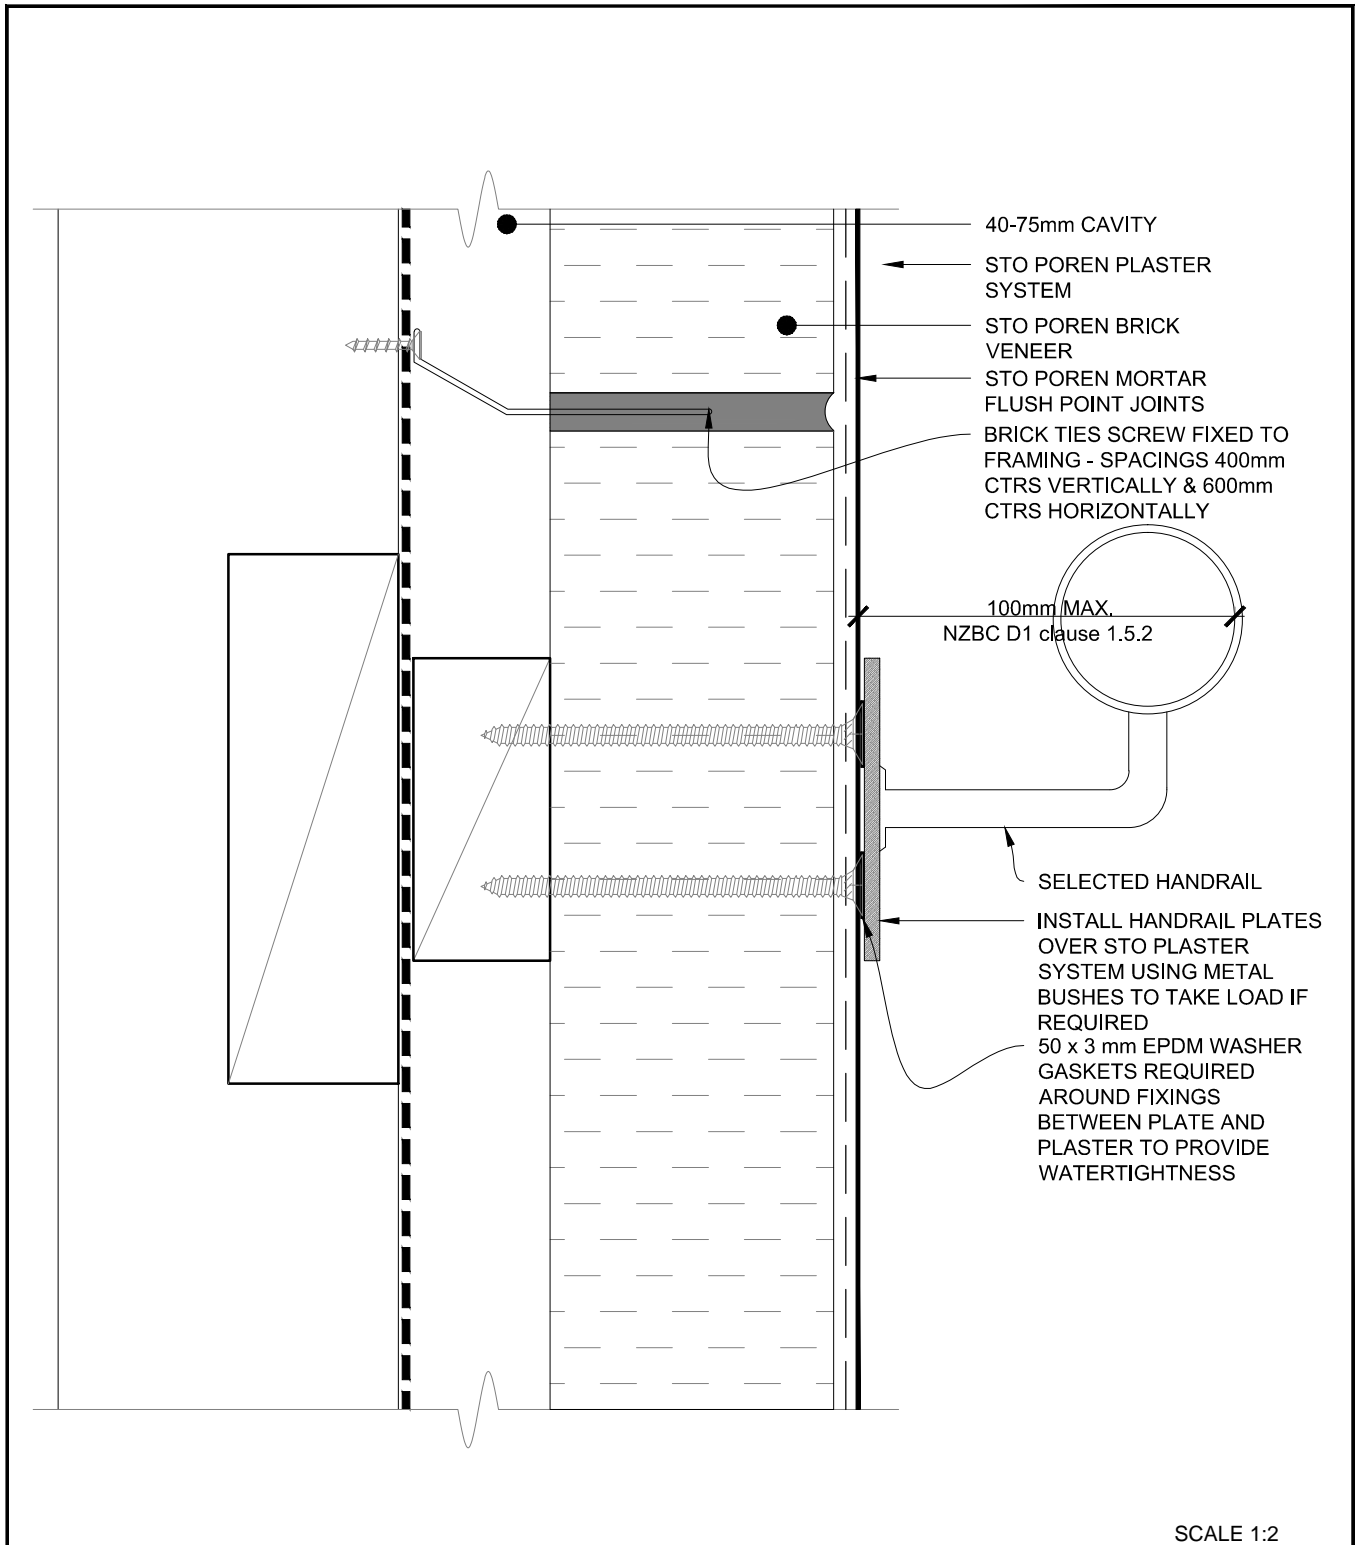 40-75mm CAVITY
STO POREN PLASTER
SYSTEM
STO POREN BRICK
VENEER
STO POREN MORTAR
FLUSH POINT JOINTS
BRICK TIES SCREW FIXED TO
FRAMING - SPACINGS 400mm
CTRS VERTICALLY & 600mm
CTRS HORIZONTALLY
100mm MAX.
NZBC D1 clause 1.5.2
SELECTED HANDRAIL
INSTALL HANDRAIL PLATES
OVER STO PLASTER
SYSTEM USING METAL
BUSHES TO TAKE LOAD IF
REQUIRED
50 x 3 mm EPDM WASHER
GASKETS REQUIRED
AROUND FIXINGS
BETWEEN PLATE AND
PLASTER TO PROVIDE
WATERTIGHTNESS
SCALE 1:2